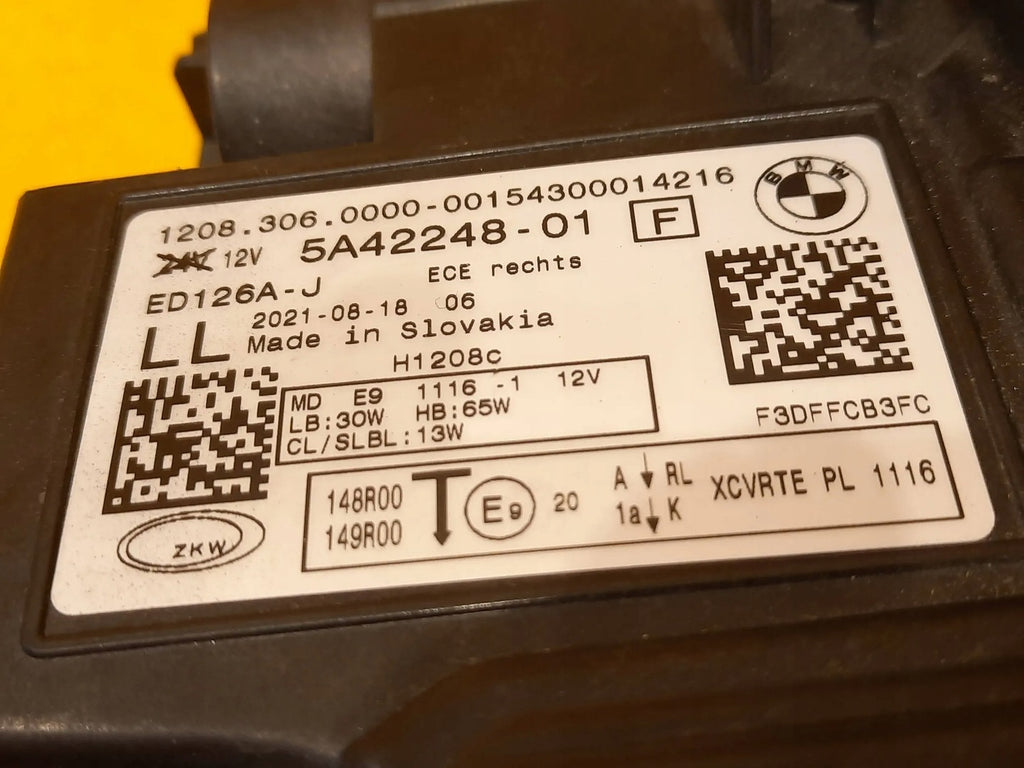 1208.306.0000-00154300014216
BMW
24V 12V 5A42248-01 F
ECE rechts
ED126A-J
2021-08-18 06
LL Made in Slovakia
H1208c
MD E9 1116 -1 12V
LB:30W HB:65W
CL/SLBL:13W
F3DFFCB3FC
148R00 A ↓ RL
149R00 E9 20 1a ↓ K XCVRTE PL 1116
ZKW